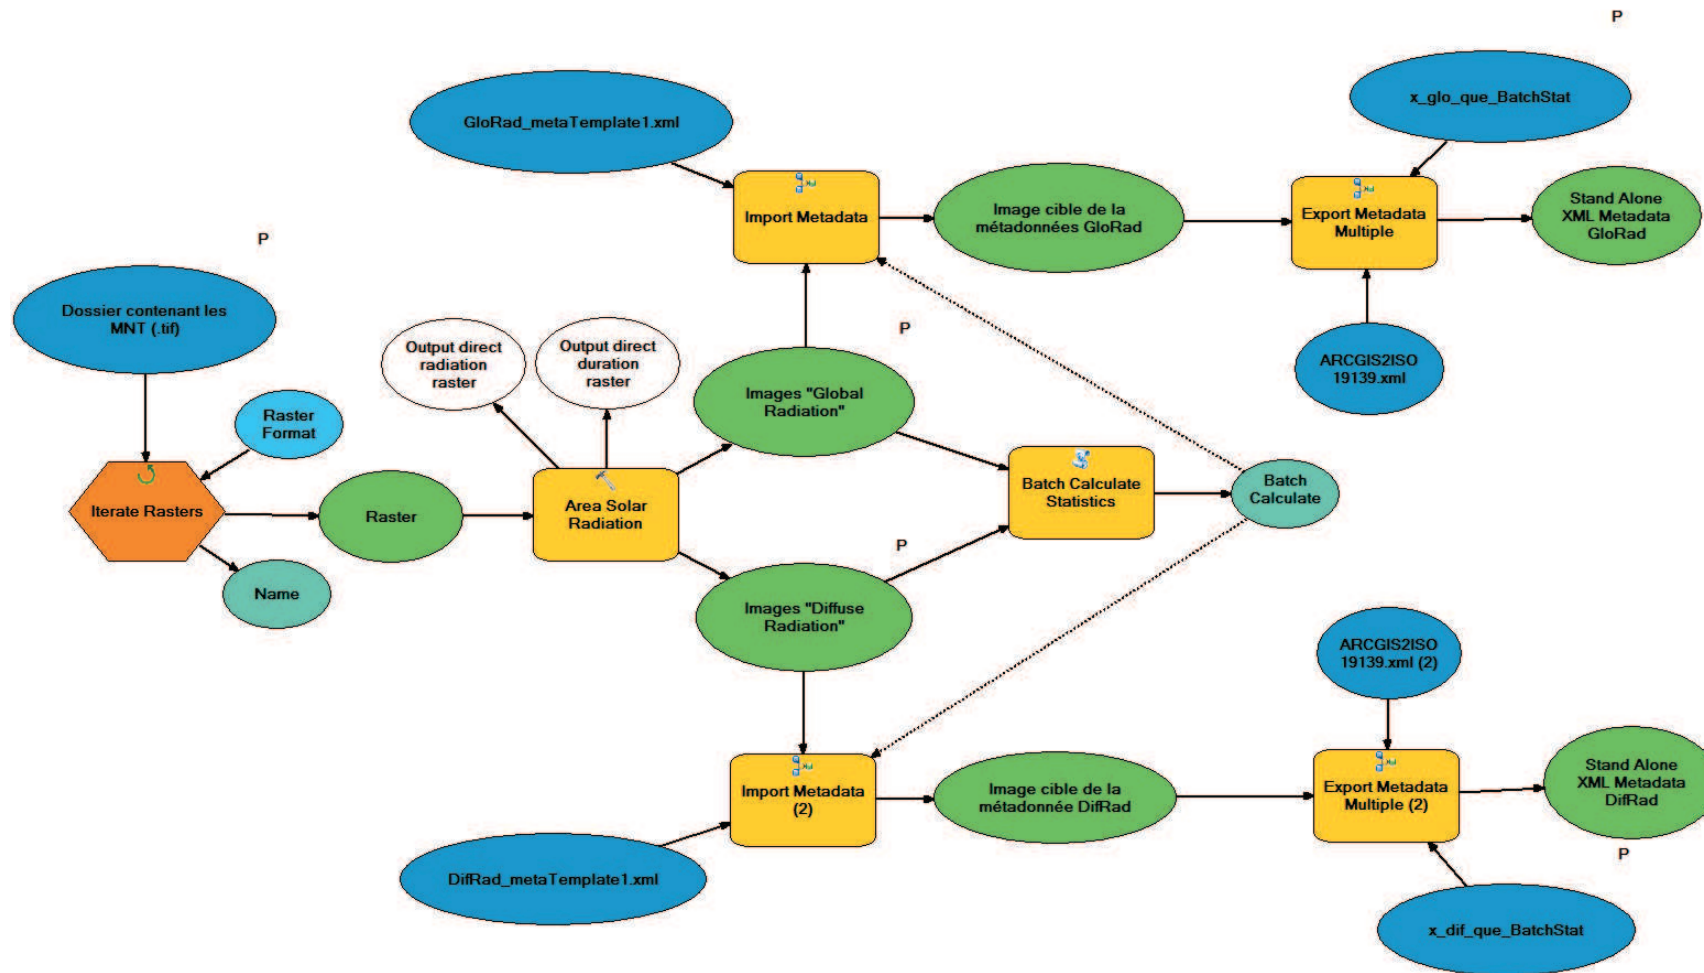 P
x_glo_que_BatchStat
GloRad_metaTemplate1.xml
Import Metadata
Image cible de la
métadonnées GloRad
Export Metadata
Multiple
Stand Alone
XML Metadata
GloRad
P
Dossier contenant les
MNT (.tif)
ARCGIS2ISO
19139.xml
P
Output direct
radiation
raster
Output direct
duration
raster
Images "Global
Radiation"
Raster
Format
Iterate Rasters
Raster
Area Solar
Radiation
Batch Calculate
Statistics
Batch
Calculate
P
Name
Images "Diffuse
Radiation"
ARCGIS2ISO
19139.xml (2)
Import Metadata
(2)
Image cible de la
métadonnée DifRad
Export Metadata
Multiple (2)
Stand Alone
XML Metadata
DifRad
P
DifRad_metaTemplate1.xml
x_dif_que_BatchStat